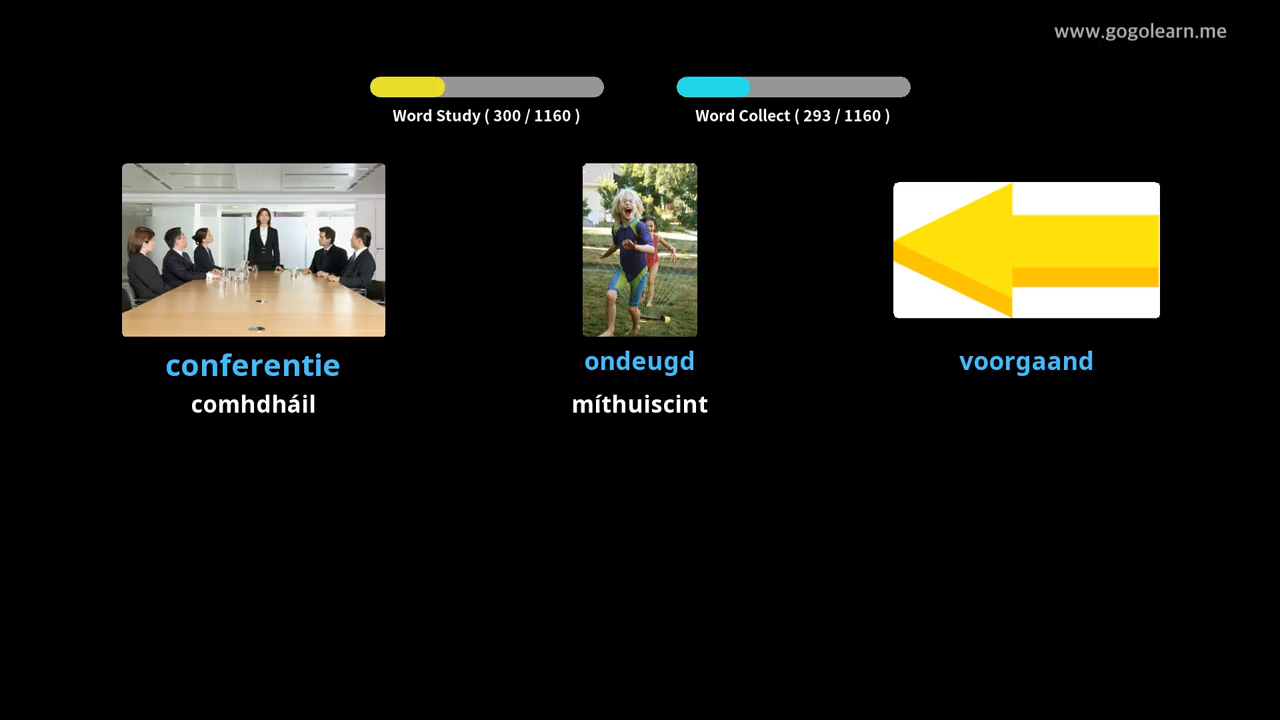 www.gogolearn.me
Word Study ( 300 / 1160 )
Word Collect ( 293 / 1160 )
conferentie
ondeugd
voorgaand
comhdháil
míthuiscint